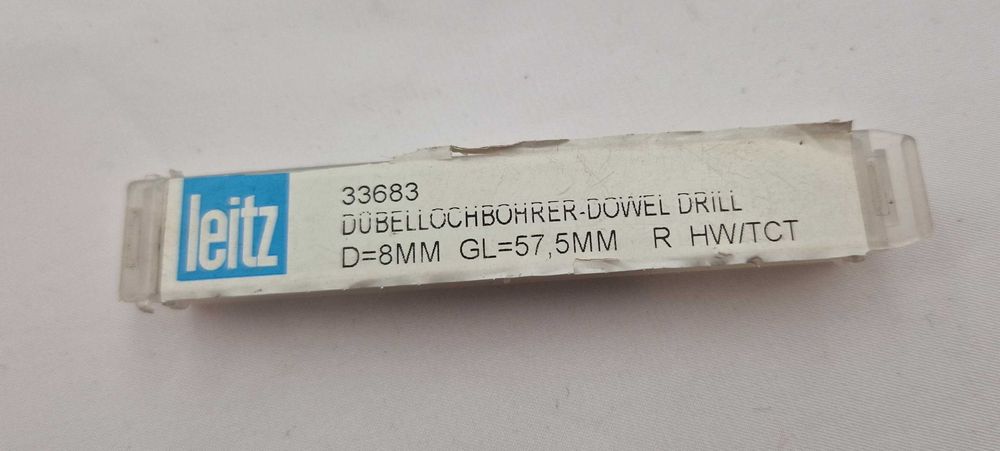 leitz
33683
DÜBELLOCHBOHRER-DOWEL DRILL
D=8MM GL=57,5MM R HW/TCT